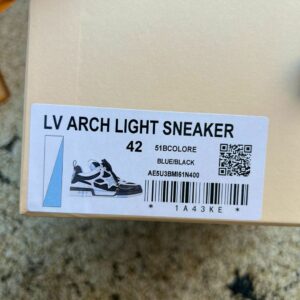 LV ARCH LIGHT SNEAKER
42
51BCOLORE
BLUE/BLACK
AE5U3BMI61N400
* 1A43KE *